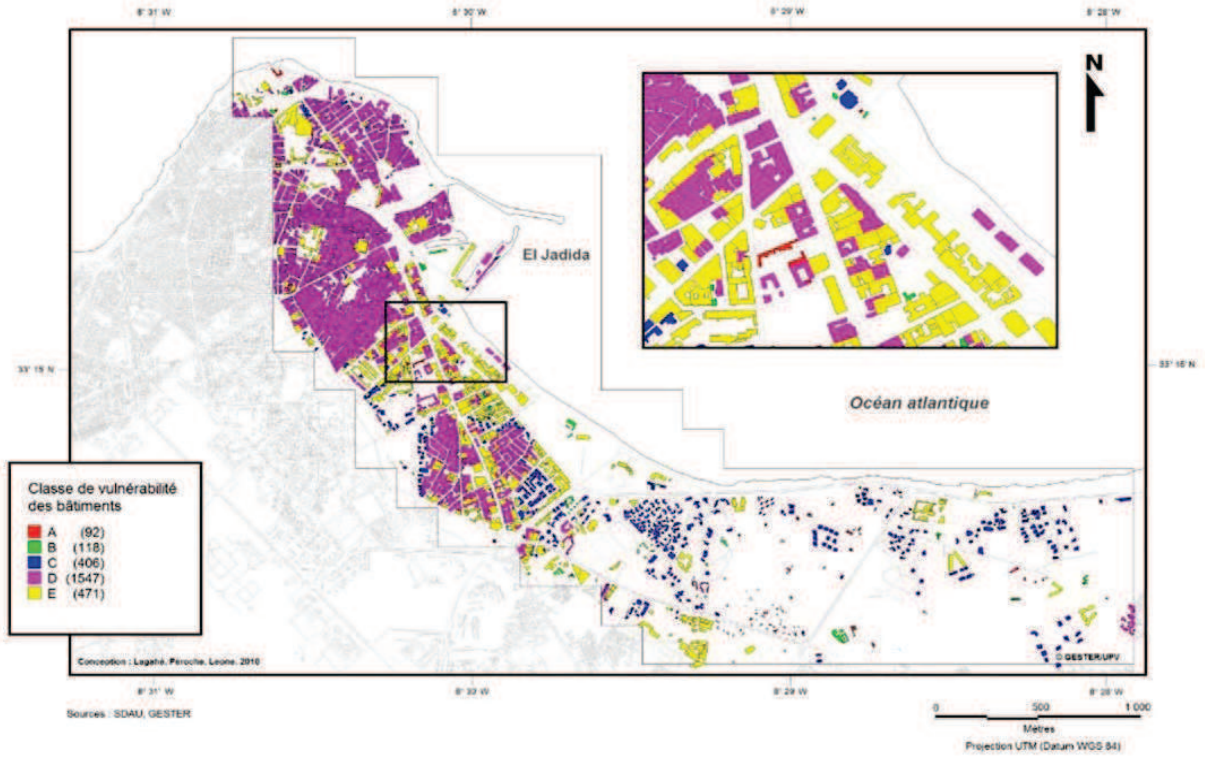 8° 31' W
8° 30' W
8° 29' W
8° 28' W
N
El Jadida
33° 15' N
33° 15' N
Océan atlantique
Classe de vulnérabilité
des bâtiments
A (92)
B (118)
C (406)
D (1547)
E (471)
Conception : Lagahé, Péroche, Leone, 2010
© GESTER/UPV
8° 31' W
8° 30' W
8° 29' W
8° 28' W
Sources : SDAU, GESTER
0 500 1 000
Mètres
Projection UTM (Datum WGS 84)